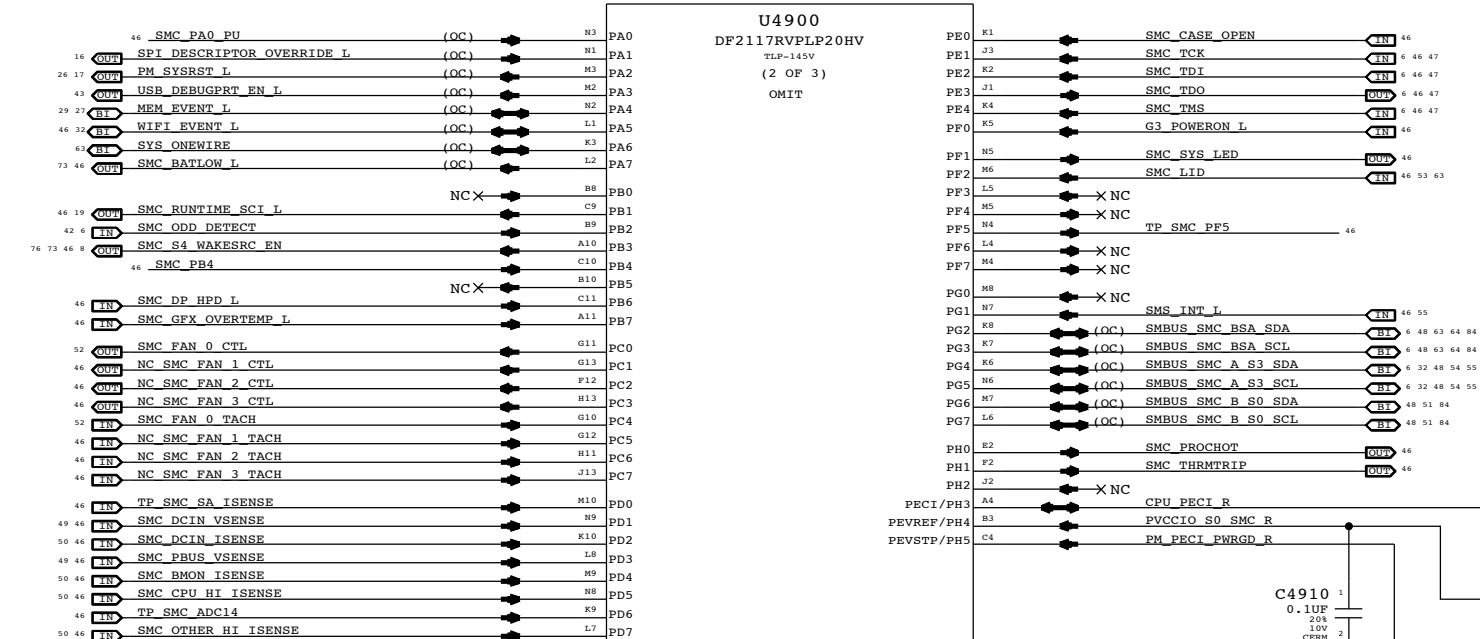 U4900
DF2117RVPLP20HV
TLP-145V
(2 OF 3)
OMIT
46 SMC_PA0_PU (OC) N3 PA0
16 OUT SPI_DESCRIPTOR_OVERRIDE_L (OC) N1 PA1
26 17 OUT PM_SYSRST_L (OC) M3 PA2
43 OUT USB_DEBUGPRT_EN_L (OC) M2 PA3
29 27 BI MEM_EVENT_L (OC) N2 PA4
46 32 BI WIFI_EVENT_L (OC) L1 PA5
63 BI SYS_ONEWIRE (OC) K3 PA6
73 46 OUT SMC_BATLOW_L (OC) L2 PA7
NC B8 PB0
46 19 OUT SMC_RUNTIME_SCI_L C9 PB1
42 6 IN SMC_ODD_DETECT B9 PB2
76 73 46 8 OUT SMC_S4_WAKESRC_EN A10 PB3
46 SMC_PB4 C10 PB4
NC B10 PB5
46 IN SMC_DP_HPD_L C11 PB6
46 IN SMC_GFX_OVERTEMP_L A11 PB7
52 OUT SMC_FAN_0_CTL G11 PC0
46 OUT NC_SMC_FAN_1_CTL G13 PC1
46 OUT NC_SMC_FAN_2_CTL F12 PC2
46 OUT NC_SMC_FAN_3_CTL H13 PC3
52 IN SMC_FAN_0_TACH G10 PC4
46 IN NC_SMC_FAN_1_TACH G12 PC5
46 IN NC_SMC_FAN_2_TACH H11 PC6
46 IN NC_SMC_FAN_3_TACH J13 PC7
46 IN TP_SMC_SA_ISENSE M10 PD0
49 46 IN SMC_DCIN_VSENSE N9 PD1
50 46 IN SMC_DCIN_ISENSE K10 PD2
49 46 IN SMC_PBUS_VSENSE L8 PD3
50 46 IN SMC_BMON_ISENSE M9 PD4
50 46 IN SMC_CPU_HI_ISENSE N8 PD5
46 IN TP_SMC_ADC14 K9 PD6
50 46 IN SMC_OTHER_HI_ISENSE L7 PD7
PE0 K1 SMC_CASE_OPEN IN 46
PE1 J3 SMC_TCK IN 6 46 47
PE2 K2 SMC_TDI IN 6 46 47
PE3 J1 SMC_TDO OUT 6 46 47
PE4 K4 SMC_TMS IN 6 46 47
PF0 K5 G3_POWERON_L IN 46
PF1 N5 SMC_SYS_LED OUT 46
PF2 M6 SMC_LID IN 46 53 63
PF3 L5 NC
PF4 M5 NC
PF5 N4 TP_SMC_PF5 46
PF6 L4 NC
PF7 M4 NC
PG0 M8 NC
PG1 N7 SMS_INT_L IN 46 55
PG2 K8 (OC) SMBUS_SMC_BSA_SDA BI 6 48 63 64 84
PG3 K7 (OC) SMBUS_SMC_BSA_SCL BI 6 48 63 64 84
PG4 K6 (OC) SMBUS_SMC_A_S3_SDA BI 6 32 48 54 55
PG5 N6 (OC) SMBUS_SMC_A_S3_SCL BI 6 32 48 54 55
PG6 M7 (OC) SMBUS_SMC_B_S0_SDA BI 48 51 84
PG7 L6 (OC) SMBUS_SMC_B_S0_SCL BI 48 51 84
PH0 E2 SMC_PROCHOT OUT 46
PH1 F2 SMC_THRMTRIP OUT 46
PH2 J2 NC
PECI/PH3 A4 CPU_PECI_R
PEVREF/PH4 B3 PVCCIO_S0_SMC_R
PEVSTP/PH5 C4 PM_PECI_PWRGD_R
C4910 1
0.1UF
20%
10V 2
CERM